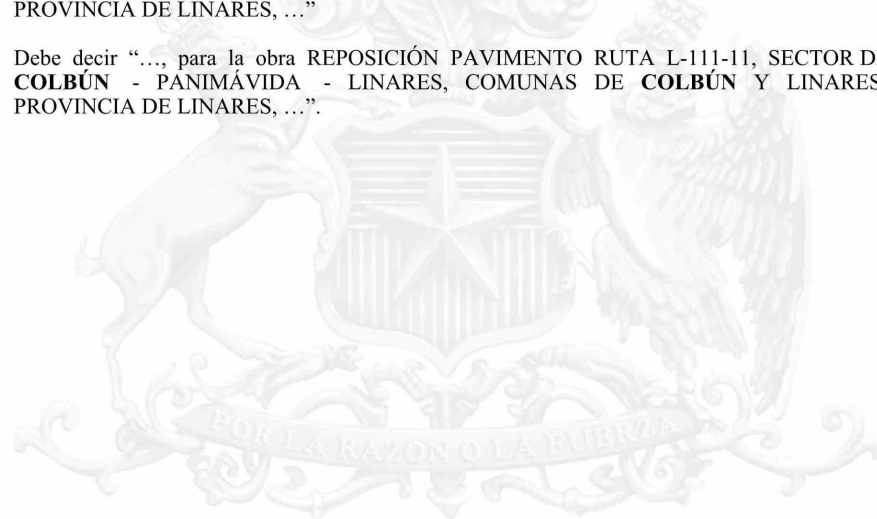 PROVINCIA DE LINARES, …”
Debe decir “…, para la obra REPOSICIÓN PAVIMENTO RUTA L-111-11, SECTOR D
COLBÚN - PANIMÁVIDA - LINARES, COMUNAS DE COLBÚN Y LINARES
PROVINCIA DE LINARES, …”.
POR LA RAZÓN O LA FUERZA